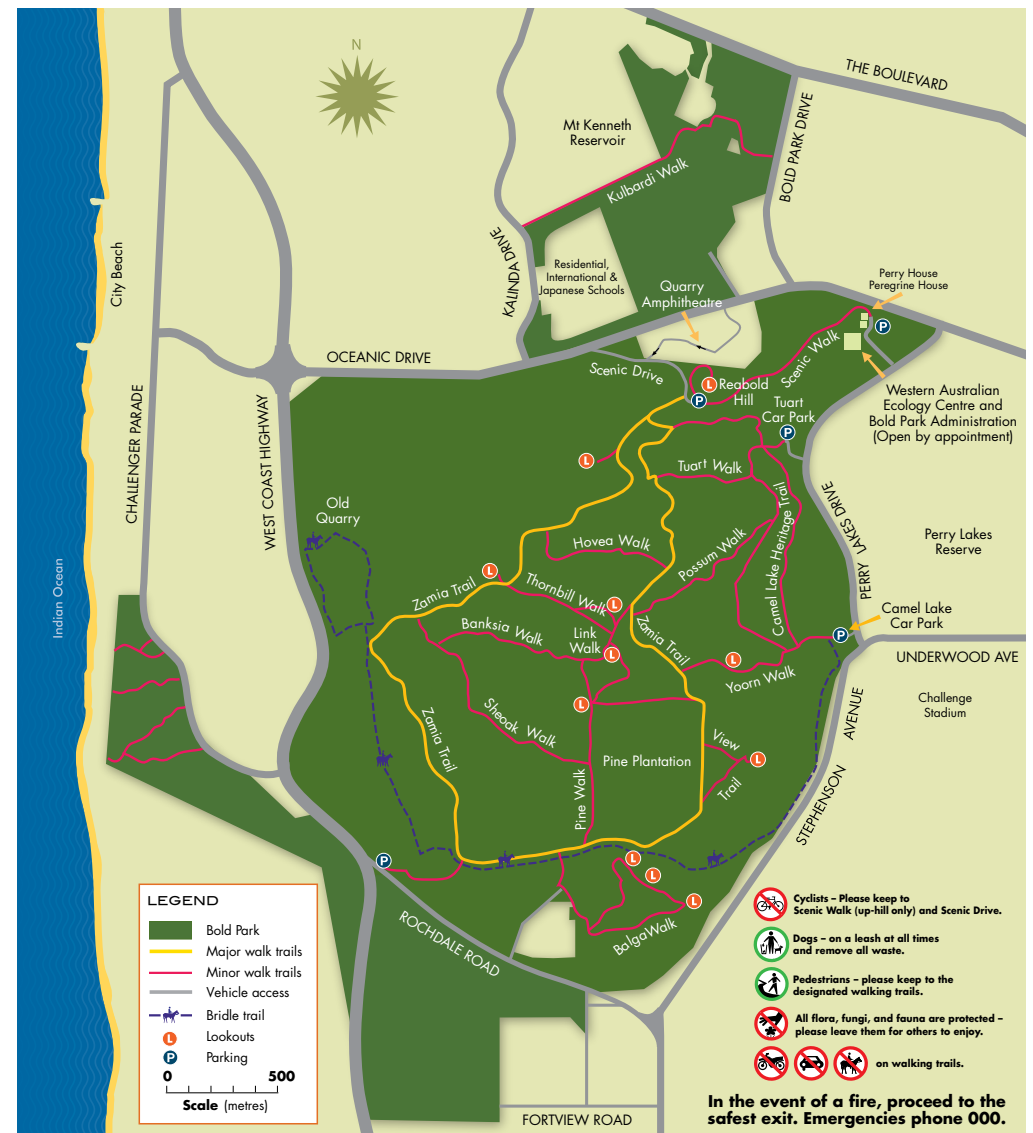 N
THE BOULEVARD
Mt Kenneth
Reservoir
BOLD PARK DRIVE
Kulbardi Walk
City Beach
KALINDA DRIVE
Residential,
International &
Japanese Schools
Quarry
Amphitheatre
Perry House
Peregrine House
P
OCEANIC DRIVE
Scenic Drive
Scenic Walk
L
Reabold
Hill
P
Tuart
Car Park
P
Western Australian
Ecology Centre and
Bold Park Administration
(Open by appointment)
CHALLENGER PARADE
WEST COAST HIGHWAY
L
Tuart Walk
Old
Quarry
Camel Lake Heritage Trail
PERRY LAKES DRIVE
Perry Lakes
Reserve
Hovea Walk
Possum Walk
Indian Ocean
L
Zamia Trail
Thornbill Walk
L
Camel Lake
Car Park
Banksia Walk
Link
Walk
L
Zamia Trail
P
L
Yoorn Walk
UNDERWOOD AVE
Zamia Trail
Sheoak Walk
L
STEPHENSON AVENUE
Challenge
Stadium
View
Trail
L
Pine Plantation
Pine Walk
P
L
L
L
Balga Walk
ROCHDALE ROAD
LEGEND
Bold Park
Major walk trails
Minor walk trails
Vehicle access
Bridle trail
L
Lookouts
P
Parking
0 500
Scale (metres)
FORTVIEW ROAD
Cyclists – Please keep to
Scenic Walk (up-hill only) and Scenic Drive.
Dogs – on a leash at all times
and remove all waste.
Pedestrians – please keep to the
designated walking trails.
All flora, fungi, and fauna are protected –
please leave them for others to enjoy.
on walking trails.
In the event of a fire, proceed to the
safest exit. Emergencies phone 000.